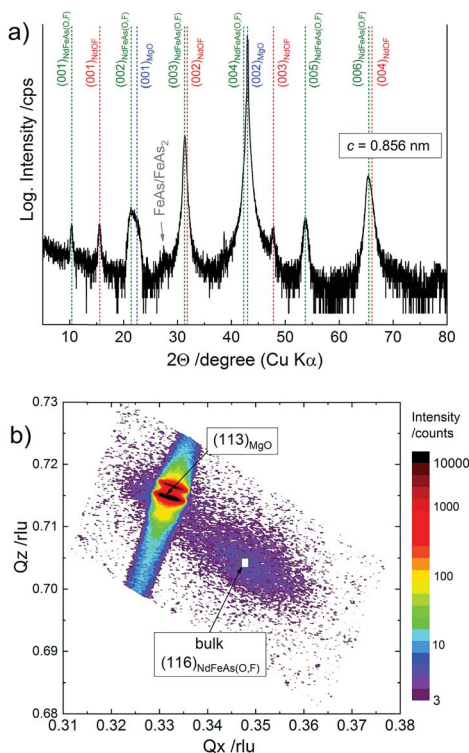 a)
(001)NdFeAs(O,F)
(001)NdOF
(002)NdFeAs(O,F)
(001)MgO
(003)NdFeAs(O,F)
(002)NdOF
(004)NdFeAs(O,F)
(002)MgO
(003)NdOF
(005)NdFeAs(O,F)
(006)NdFeAs(O,F)
(004)NdOF
FeAs/FeAs2
c = 0.856 nm
Log. Intensity /cps
10 20 30 40 50 60 70 80
2Θ /degree (Cu Kα)
b)
0.73
0.72
0.71
0.70
0.69
0.68
Qz /rlu
(113)MgO
bulk
(116)NdFeAs(O,F)
0.31 0.32 0.33 0.34 0.35 0.36 0.37 0.38
Qx /rlu
Intensity
/counts
10000
1000
100
10
3